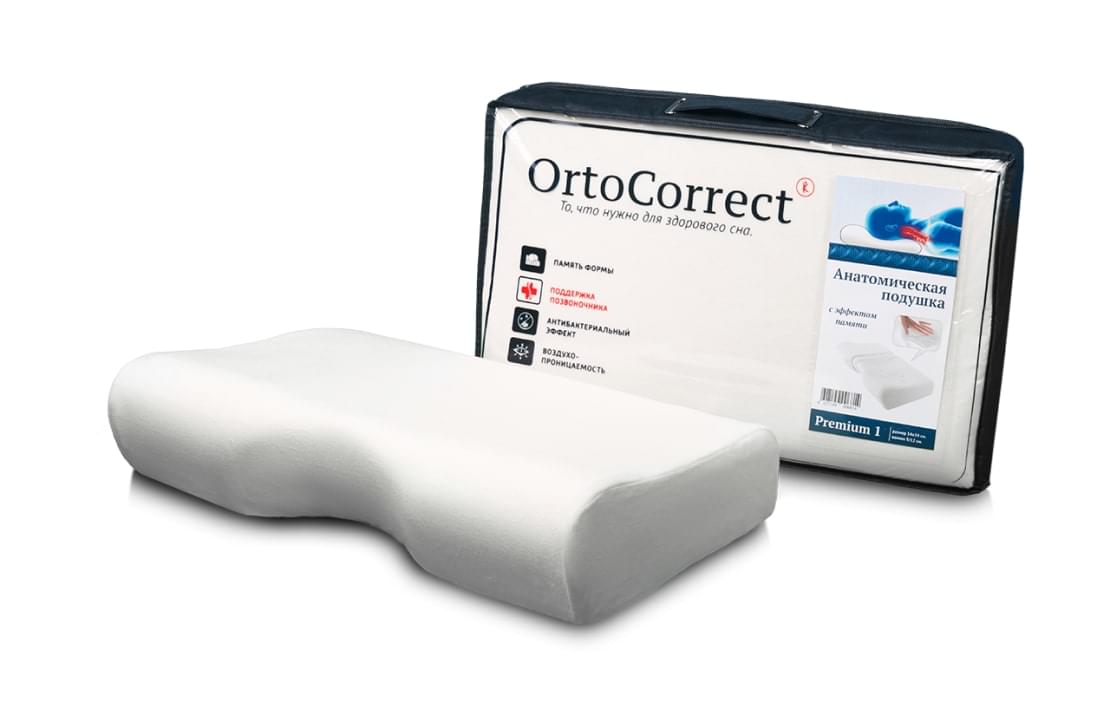 OrtoCorrect®
То, что нужно для здорового сна.
ПАМЯТЬ ФОРМЫ
ПОДДЕРЖКА
ПОЗВОНОЧНИКА
АНТИБАКТЕРИАЛЬНЫЙ
ЭФФЕКТ
ВОЗДУХО-
ПРОНИЦАЕМОСТЬ
Анатомическая
подушка
с эффектом
памяти
Premium 1